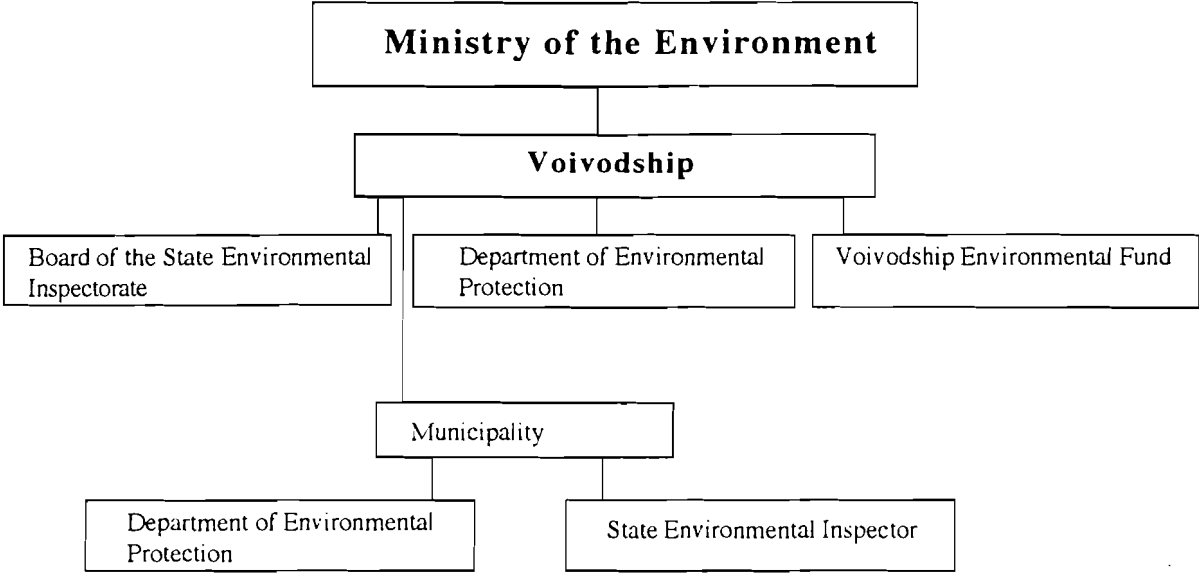 Ministry of the Environment
Voivodship
Board of the State Environmental
Inspectorate
Department of Environmental
Protection
Voivodship Environmental Fund
Municipality
Department of Environmental
Protection
State Environmental Inspector